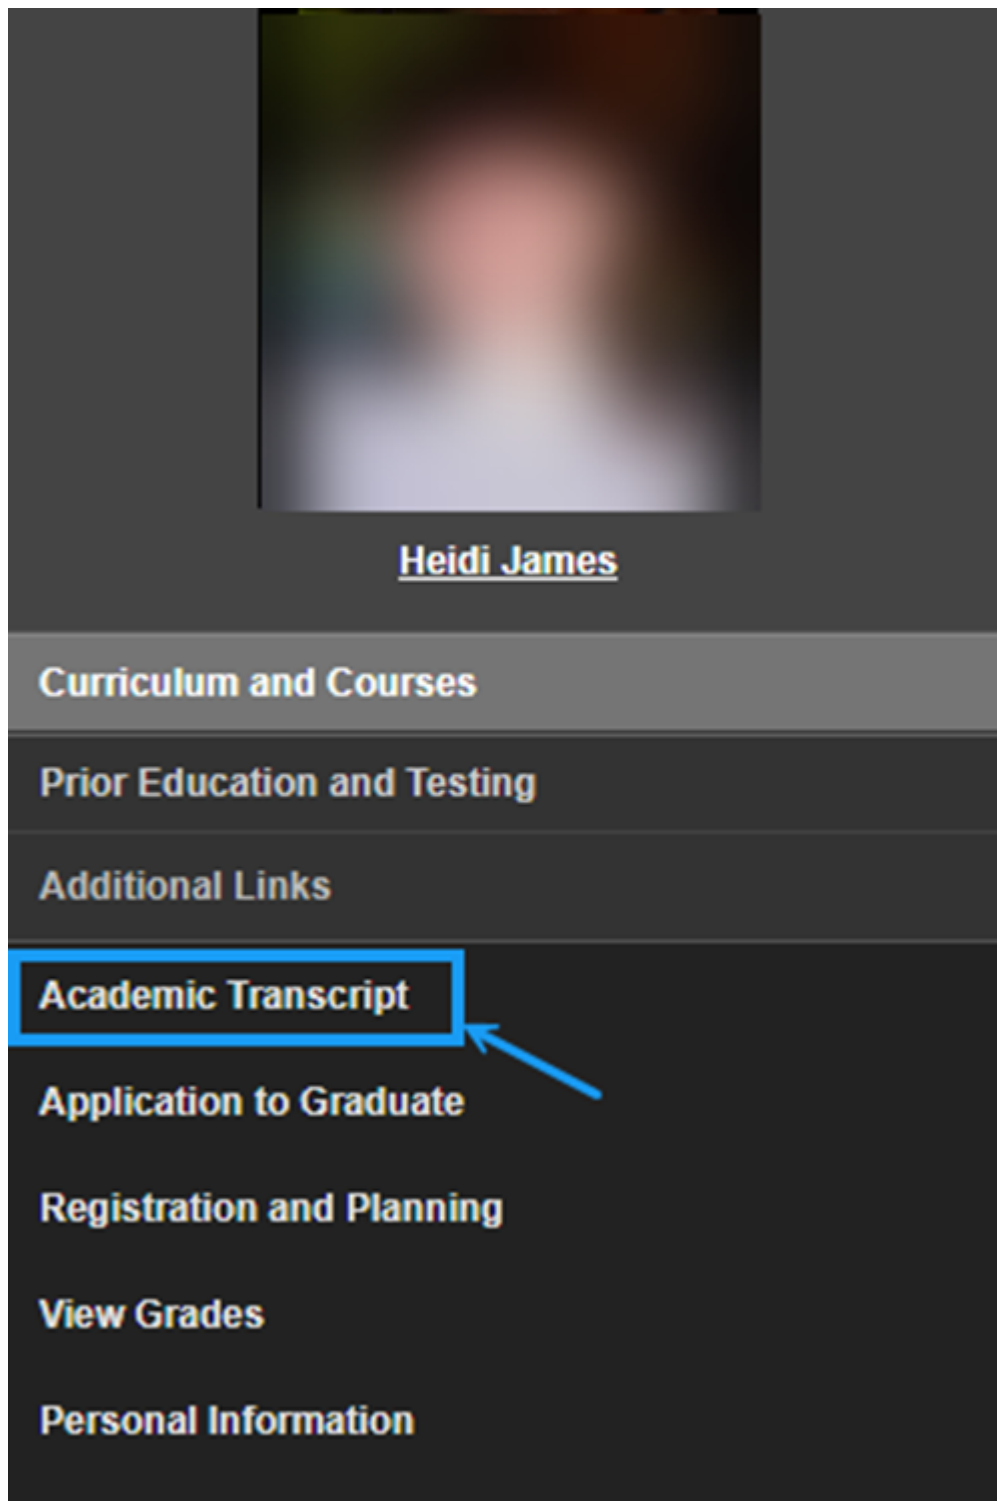 Heidi James
Curriculum and Courses
Prior Education and Testing
Additional Links
Academic Transcript
Application to Graduate
Registration and Planning
View Grades
Personal Information